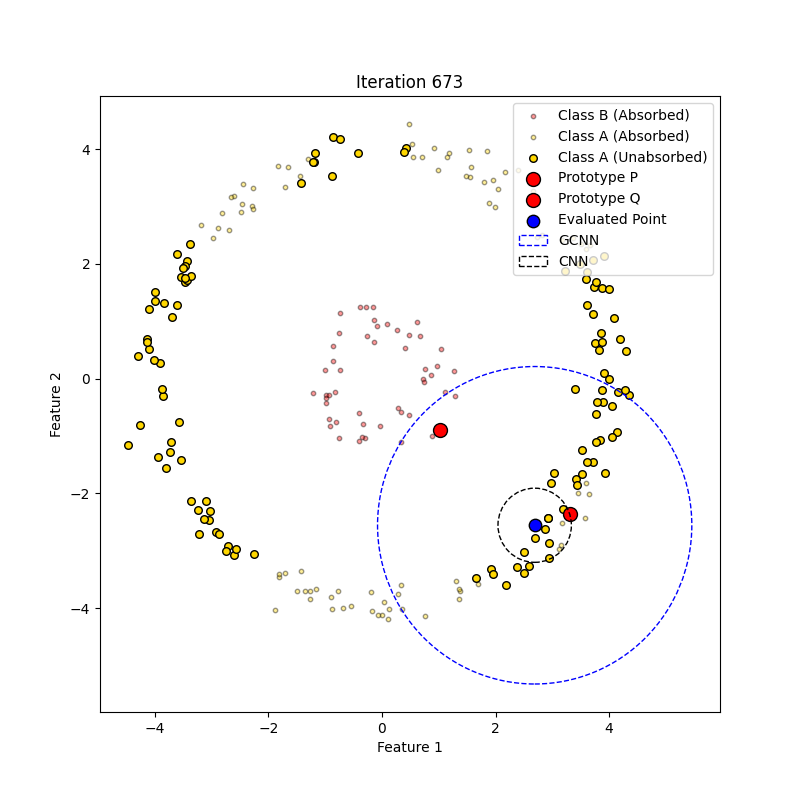 Iteration 673
Class B (Absorbed)
Class A (Absorbed)
Class A (Unabsorbed)
Prototype P
Prototype Q
Evaluated Point
GCNN
CNN
4
2
0
−2
−4
Feature 2
−4 −2 0 2 4
Feature 1